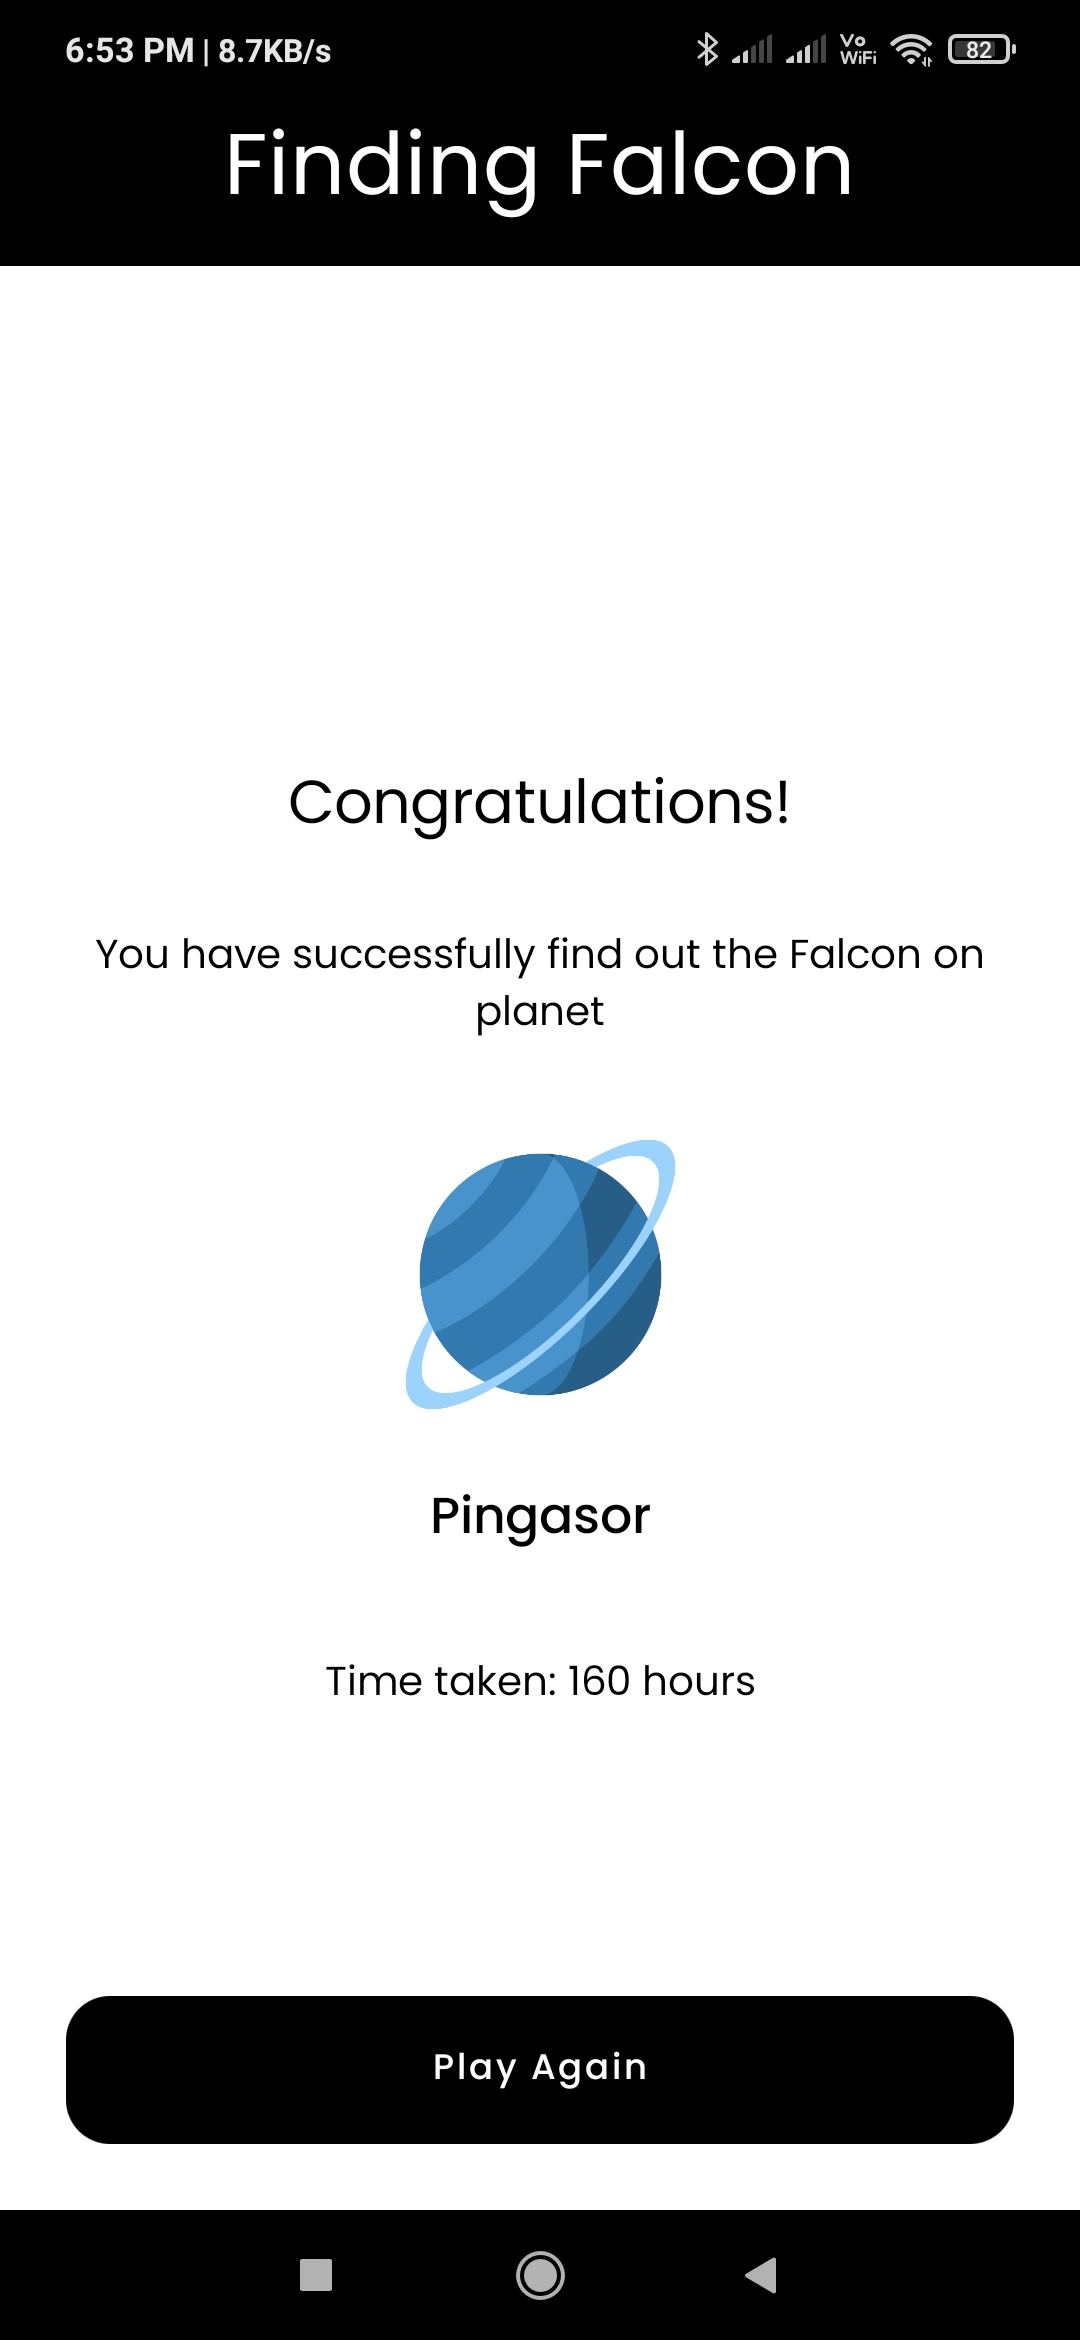 6:53 PM | 8.7KB/s Vo WiFi 82
Finding Falcon
Congratulations!
You have successfully find out the Falcon on
planet
Pingasor
Time taken: 160 hours
Play Again